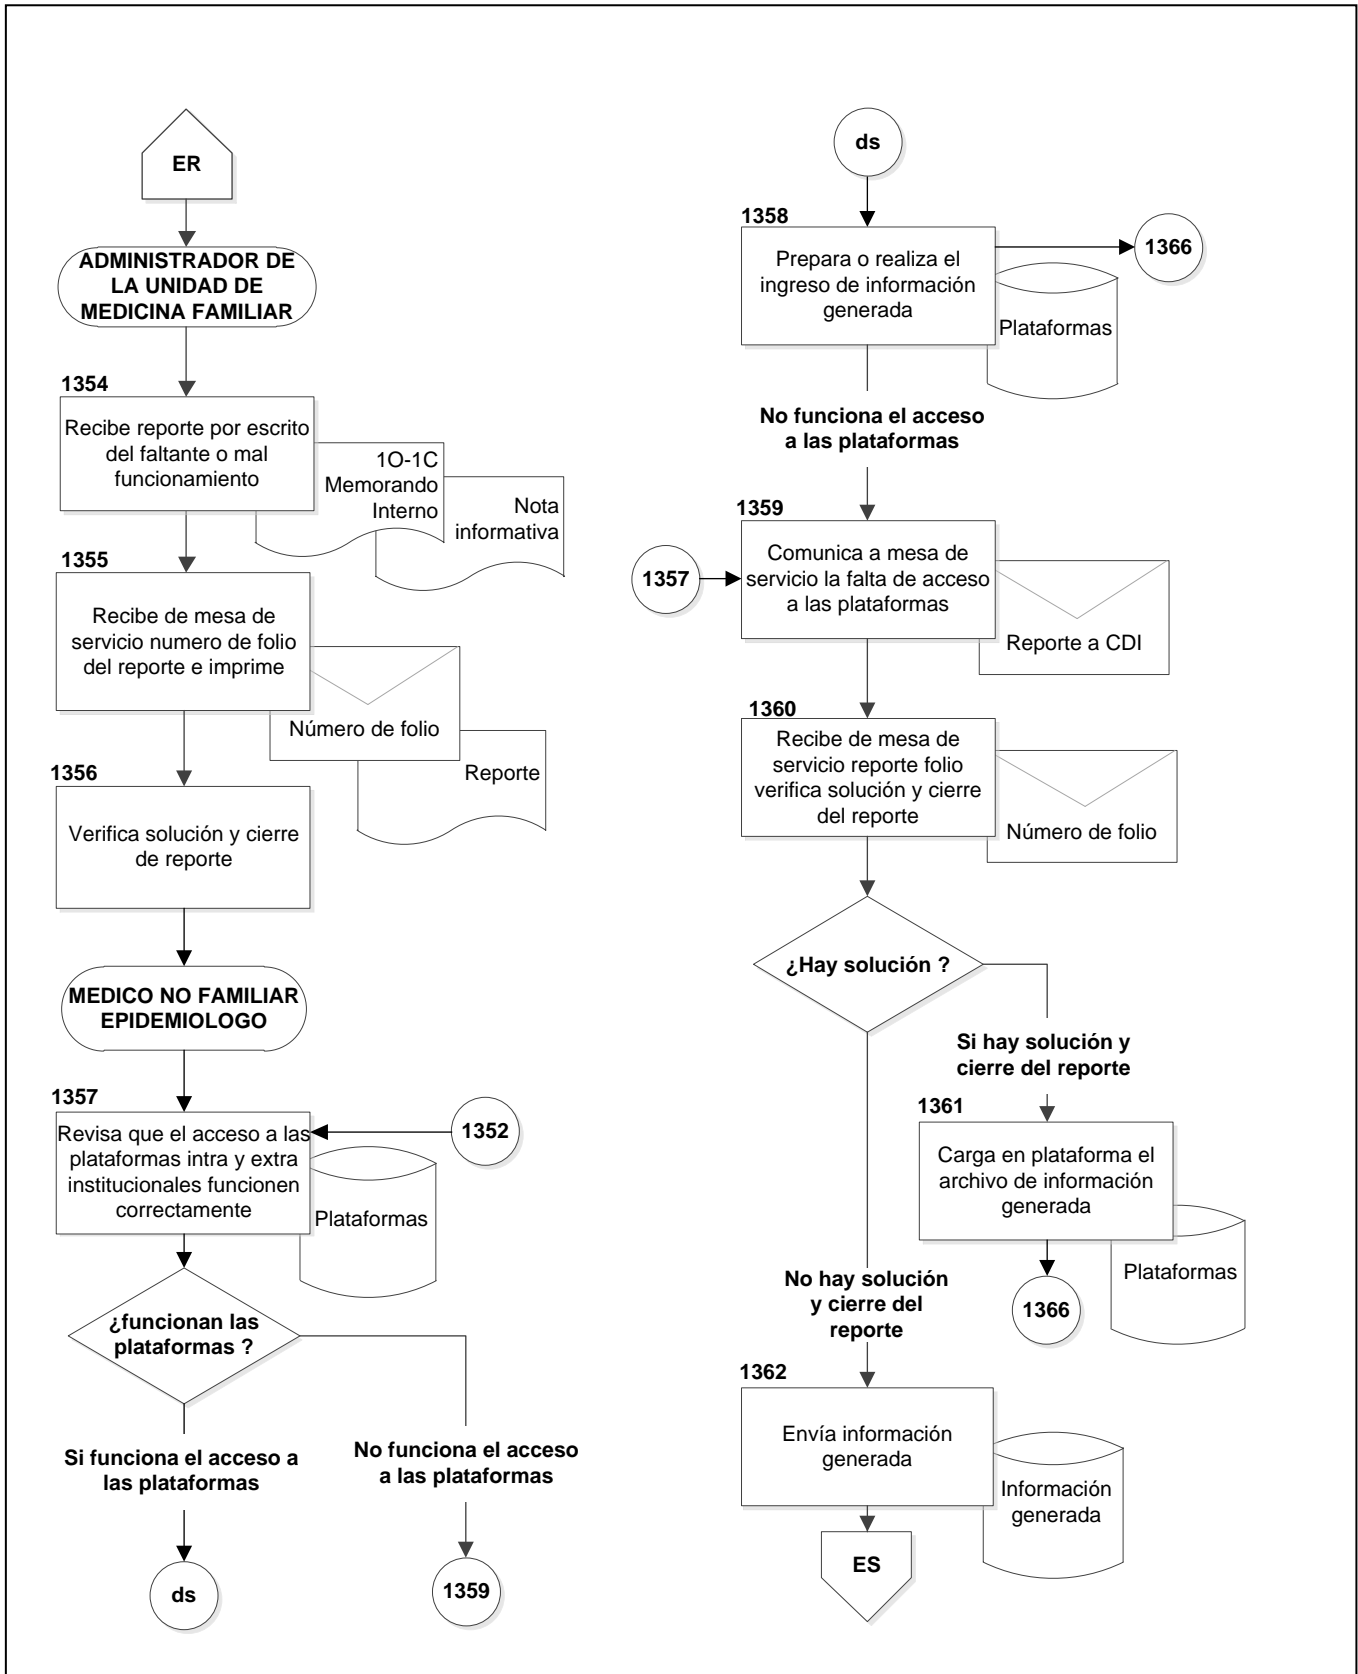 ER
ADMINISTRADOR DE
LA UNIDAD DE
MEDICINA FAMILIAR
1354
Recibe reporte por escrito
del faltante o mal
funcionamiento
1O-1C
Memorando
Interno
Nota
informativa
1355
Recibe de mesa de
servicio numero de folio
del reporte e imprime
Número de folio
Reporte
1356
Verifica solución y cierre
de reporte
MEDICO NO FAMILIAR
EPIDEMIOLOGO
1357
Revisa que el acceso a las
plataformas intra y extra
institucionales funcionen
correctamente
1352
Plataformas
¿funcionan las
plataformas ?
Si funciona el acceso a
las plataformas
No funciona el acceso
a las plataformas
ds
1359
ds
1358
Prepara o realiza el
ingreso de información
generada
1366
Plataformas
No funciona el acceso
a las plataformas
1359
1357
Comunica a mesa de
servicio la falta de acceso
a las plataformas
Reporte a CDI
1360
Recibe de mesa de
servicio reporte folio
verifica solución y cierre
del reporte
Número de folio
¿Hay solución ?
Si hay solución y
cierre del reporte
1361
Carga en plataforma el
archivo de información
generada
Plataformas
1366
No hay solución
y cierre del
reporte
1362
Envía información
generada
Información
generada
ES